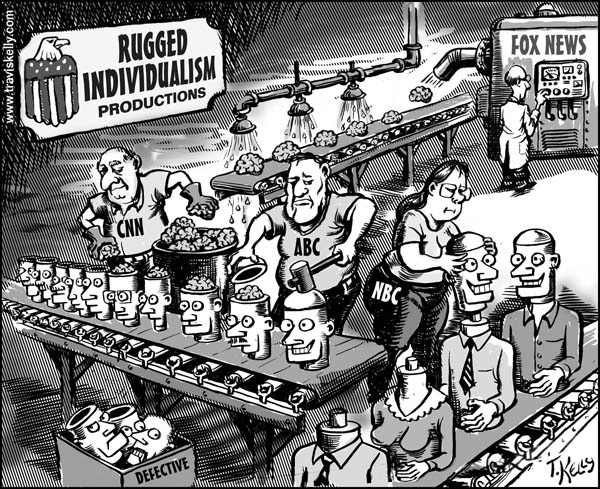 www.traviskelly.com
RUGGED
INDIVIDUALISM
PRODUCTIONS
FOX NEWS
CNN
ABC
NBC
DEFECTIVE
T. KELLY